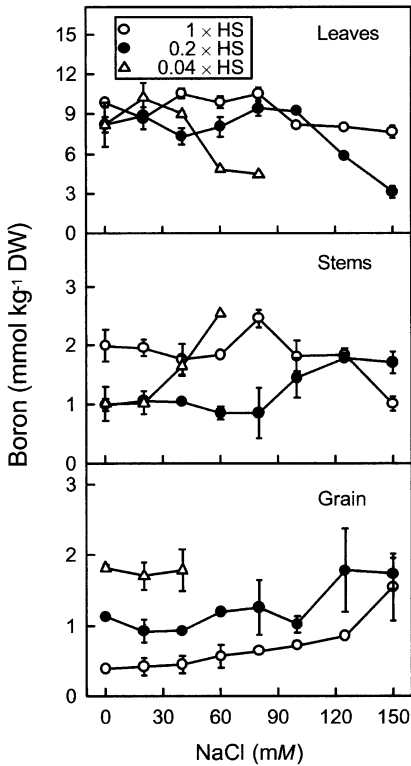 1 × HS
0.2 × HS
0.04 × HS
Leaves
15
12
9
6
3
0
Stems
3
2
1
0
Grain
3
2
1
0
Boron (mmol kg-1 DW)
0 30 60 90 120 150
NaCl (mM)